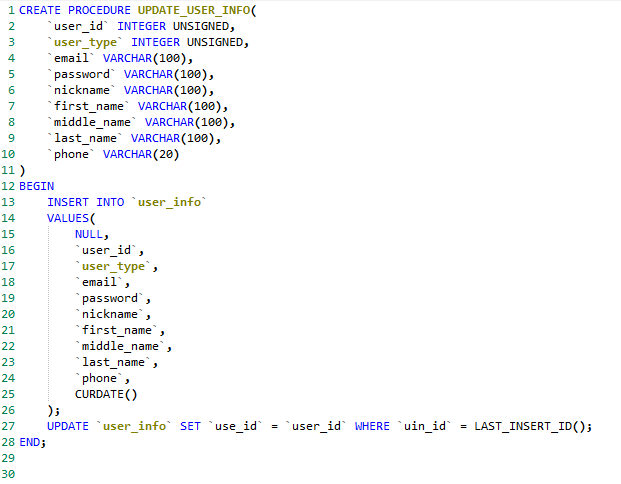 1 CREATE PROCEDURE UPDATE_USER_INFO(
2 `user_id` INTEGER UNSIGNED,
3 `user_type` INTEGER UNSIGNED,
4 `email` VARCHAR(100),
5 `password` VARCHAR(100),
6 `nickname` VARCHAR(100),
7 `first_name` VARCHAR(100),
8 `middle_name` VARCHAR(100),
9 `last_name` VARCHAR(100),
10 `phone` VARCHAR(20)
11 )
12 BEGIN
13 INSERT INTO `user_info`
14 VALUES(
15 NULL,
16 `user_id`,
17 `user_type`,
18 `email`,
19 `password`,
20 `nickname`,
21 `first_name`,
22 `middle_name`,
23 `last_name`,
24 `phone`,
25 CURDATE()
26 );
27 UPDATE `user_info` SET `use_id` = `user_id` WHERE `uin_id` = LAST_INSERT_ID();
28 END;
29
30